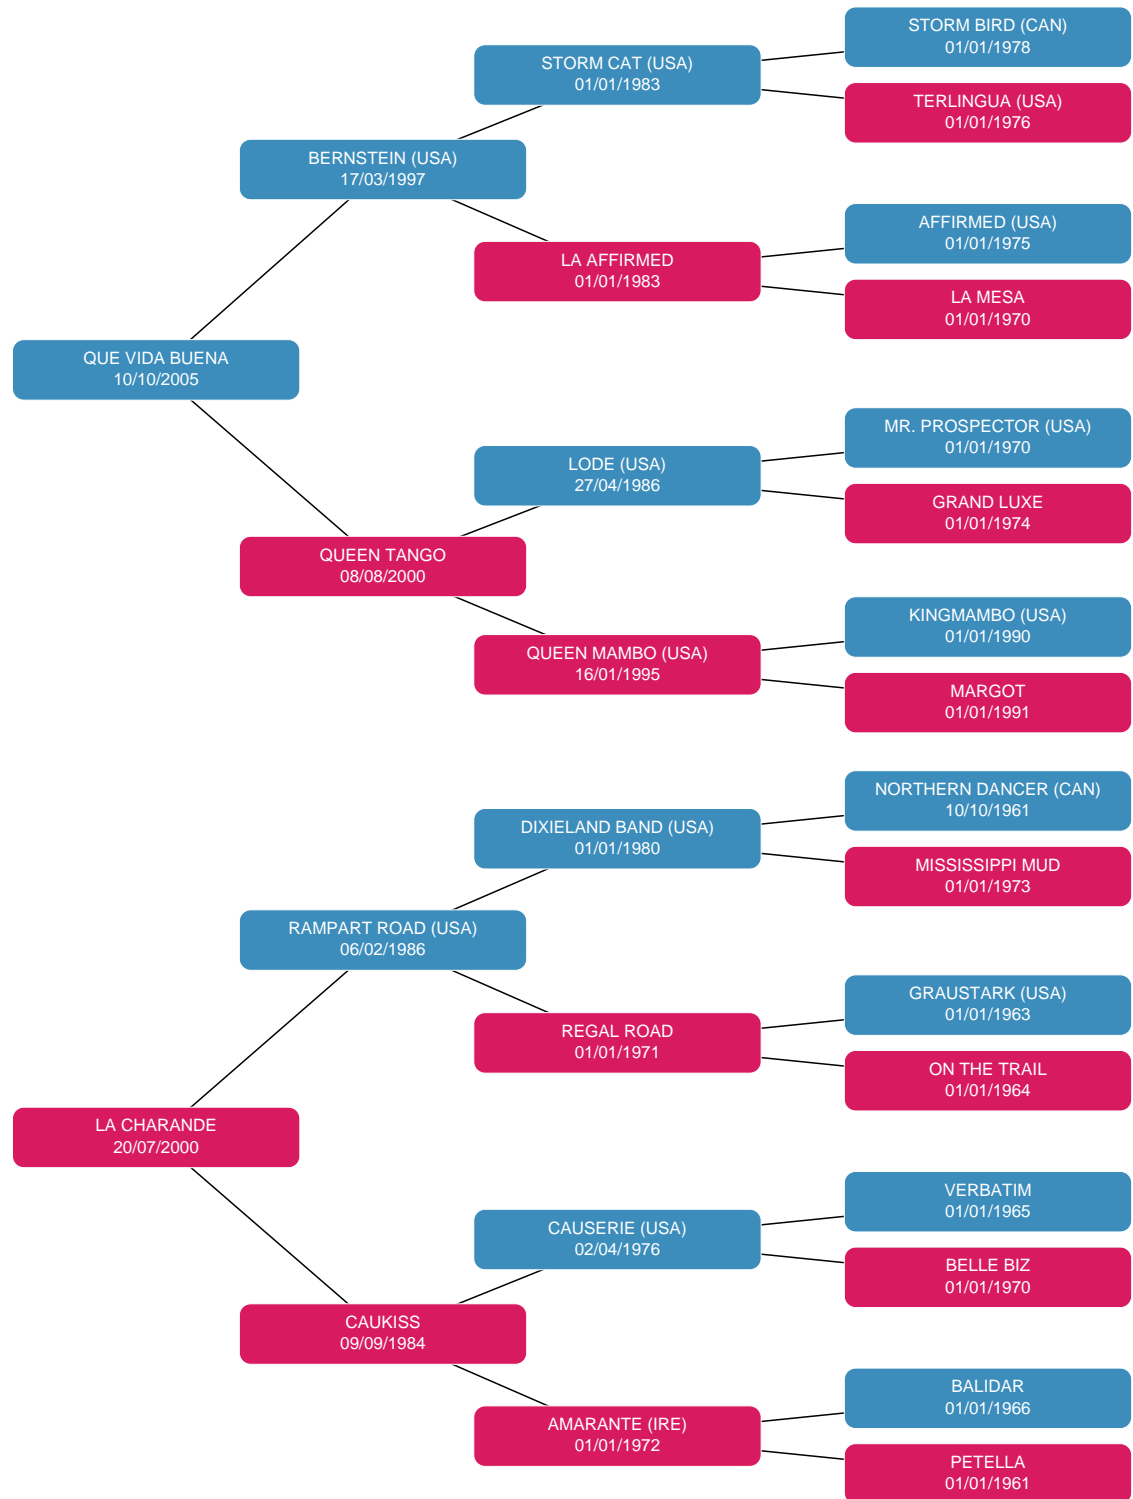 STORM BIRD (CAN)
01/01/1978
STORM CAT (USA)
01/01/1983
TERLINGUA (USA)
01/01/1976
BERNSTEIN (USA)
17/03/1997
AFFIRMED (USA)
01/01/1975
LA AFFIRMED
01/01/1983
LA MESA
01/01/1970
QUE VIDA BUENA
10/10/2005
MR. PROSPECTOR (USA)
01/01/1970
LODE (USA)
27/04/1986
GRAND LUXE
01/01/1974
QUEEN TANGO
08/08/2000
KINGMAMBO (USA)
01/01/1990
QUEEN MAMBO (USA)
16/01/1995
MARGOT
01/01/1991
NORTHERN DANCER (CAN)
10/10/1961
DIXIELAND BAND (USA)
01/01/1980
MISSISSIPPI MUD
01/01/1973
RAMPART ROAD (USA)
06/02/1986
GRAUSTARK (USA)
01/01/1963
REGAL ROAD
01/01/1971
ON THE TRAIL
01/01/1964
LA CHARANDE
20/07/2000
VERBATIM
01/01/1965
CAUSERIE (USA)
02/04/1976
BELLE BIZ
01/01/1970
CAUKISS
09/09/1984
BALIDAR
01/01/1966
AMARANTE (IRE)
01/01/1972
PETELLA
01/01/1961